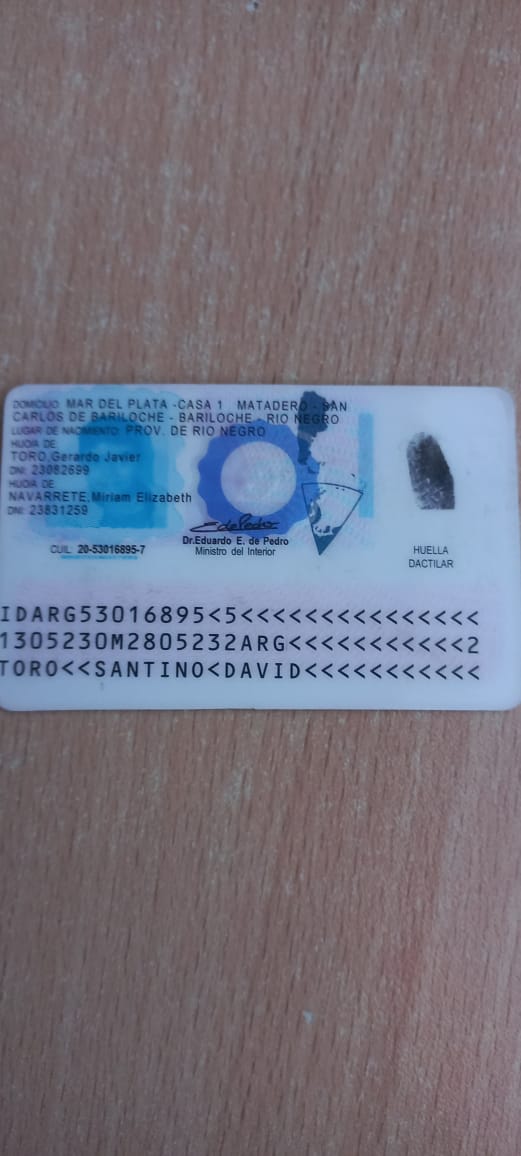 DOMICILIO: MAR DEL PLATA -CASA 1 MATADERO - SAN
CARLOS DE BARILOCHE - BARILOCHE - RIO NEGRO
LUGAR DE NACIMIENTO: PROV. DE RIO NEGRO
HIJO/A DE:
TORO,Gerardo Javier
DNI: 23082699
HIJO/A DE:
NAVARRETE,Miriam Elizabeth
DNI: 23831259
Dr.Eduardo E. de Pedro
Ministro del Interior
CUIL: 20-53016895-7
HUELLA
DACTILAR
IDARG53016895<5<<<<<<<<<<<<<<<
1305230M2805232ARG<<<<<<<<<<<2
TORO<<SANTINO<DAVID<<<<<<<<<<<